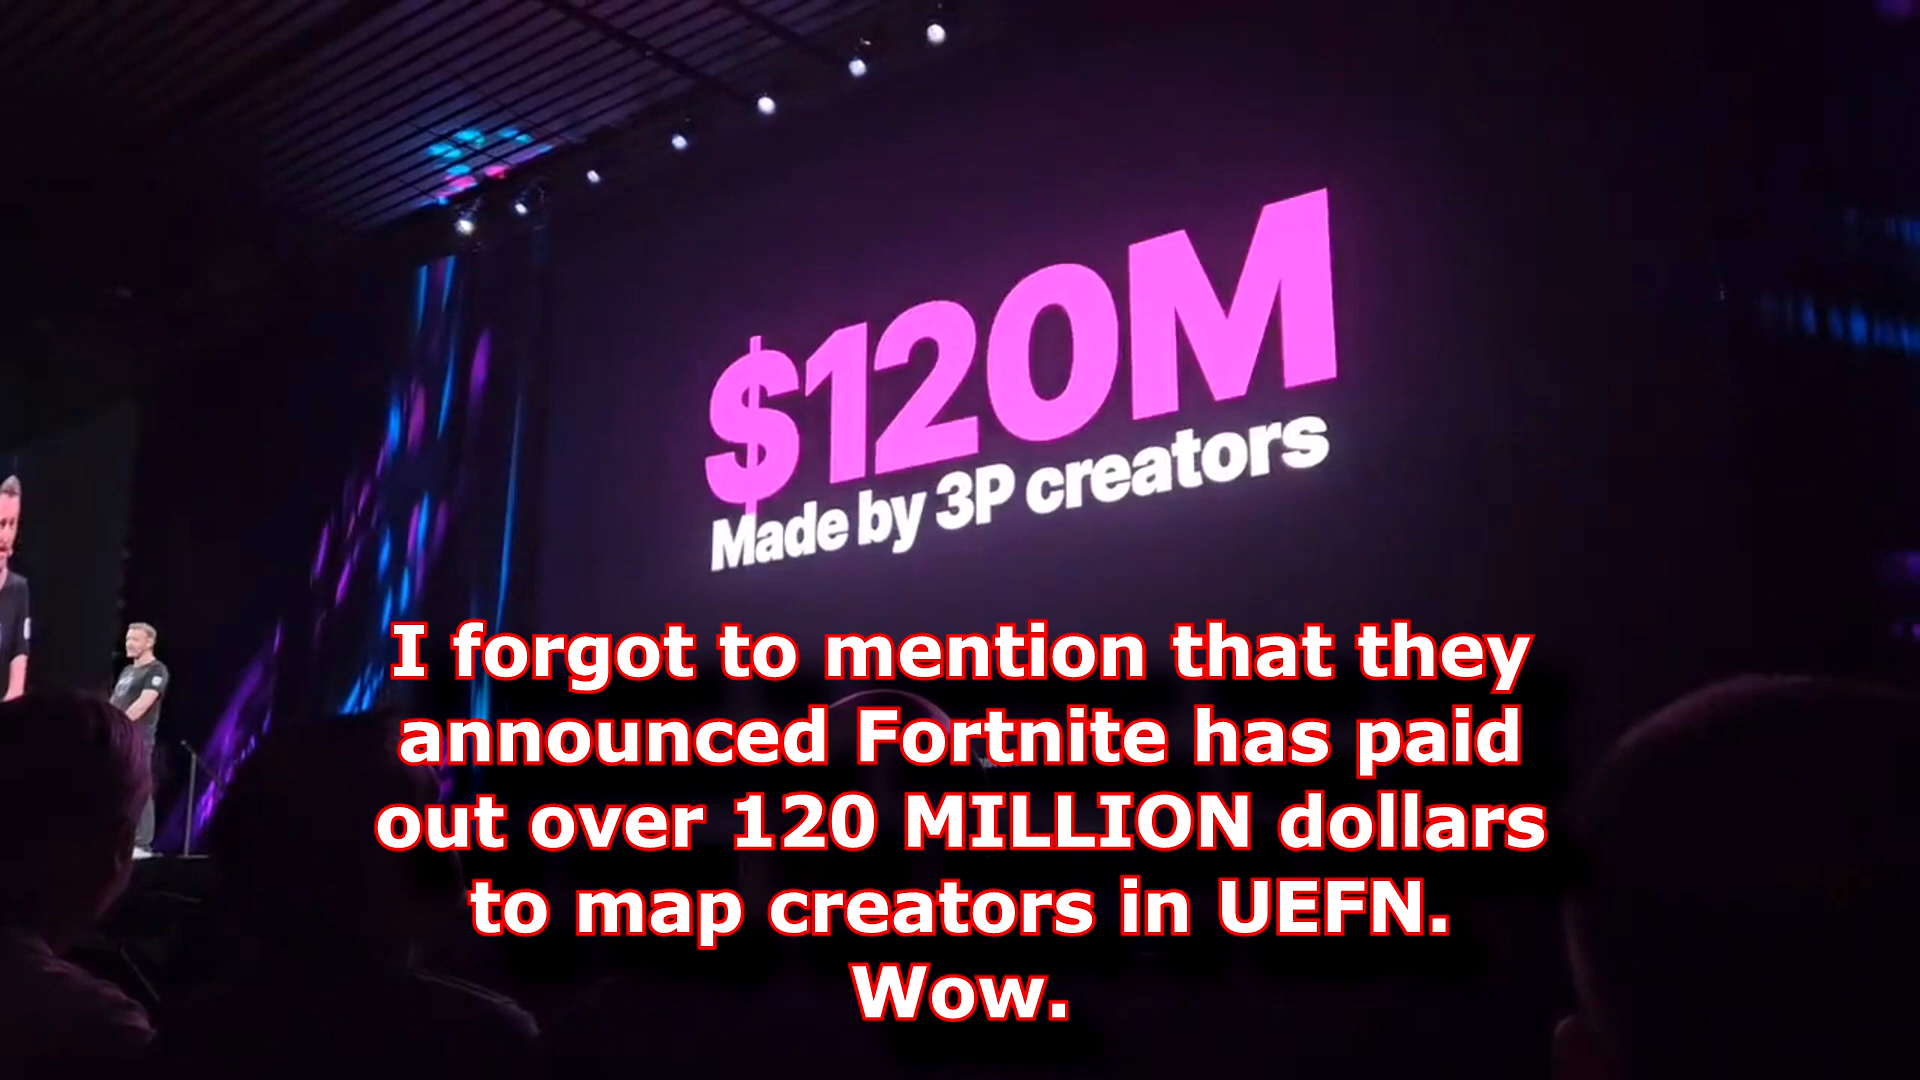 $120M
Made by 3P creators
I forgot to mention that they
announced Fortnite has paid
out over 120 MILLION dollars
to map creators in UEFN.
Wow.